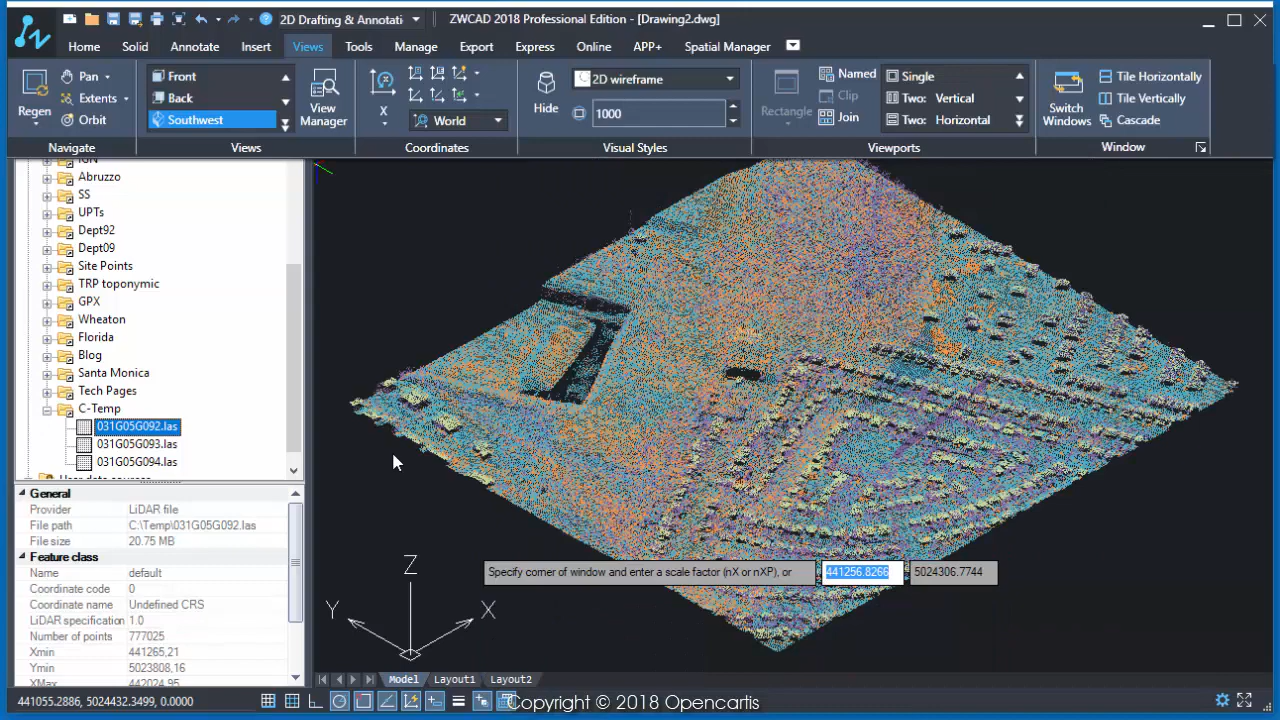 2D Drafting & Annotati
ZWCAD 2018 Professional Edition - [Drawing2.dwg]
Home
Solid
Annotate
Insert
Views
Tools
Manage
Export
Express
Online
APP+
Spatial Manager
Regen
Pan
Extents
Orbit
Navigate
Front
Back
Southwest
View
Manager
Views
X
World
Coordinates
Hide
2D wireframe
1000
Visual Styles
Rectangle
Named
Clip
Join
Single
Two: Vertical
Two: Horizontal
Viewports
Switch
Windows
Tile Horizontally
Tile Vertically
Cascade
Window
IGN
Abruzzo
SS
UPTs
Dept92
Dept09
Site Points
TRP toponymic
GPX
Wheaton
Florida
Blog
Santa Monica
Tech Pages
C-Temp
031G05G092.las
031G05G093.las
031G05G094.las
User data sources
General
Provider LiDAR file
File path C:\Temp\031G05G092.las
File size 20.75 MB
Feature class
Name default
Coordinate code 0
Coordinate name Undefined CRS
LiDAR specification 1.0
Number of points 777025
Xmin 441265,21
Ymin 5023808,16
XMax 442024,95
Specify corner of window and enter a scale factor (nX or nXP), or
441256.8266
5024306.7744
Z
Y
X
Model
Layout1
Layout2
441055.2886, 5024432.3499, 0.0000
Copyright © 2018 Opencartis